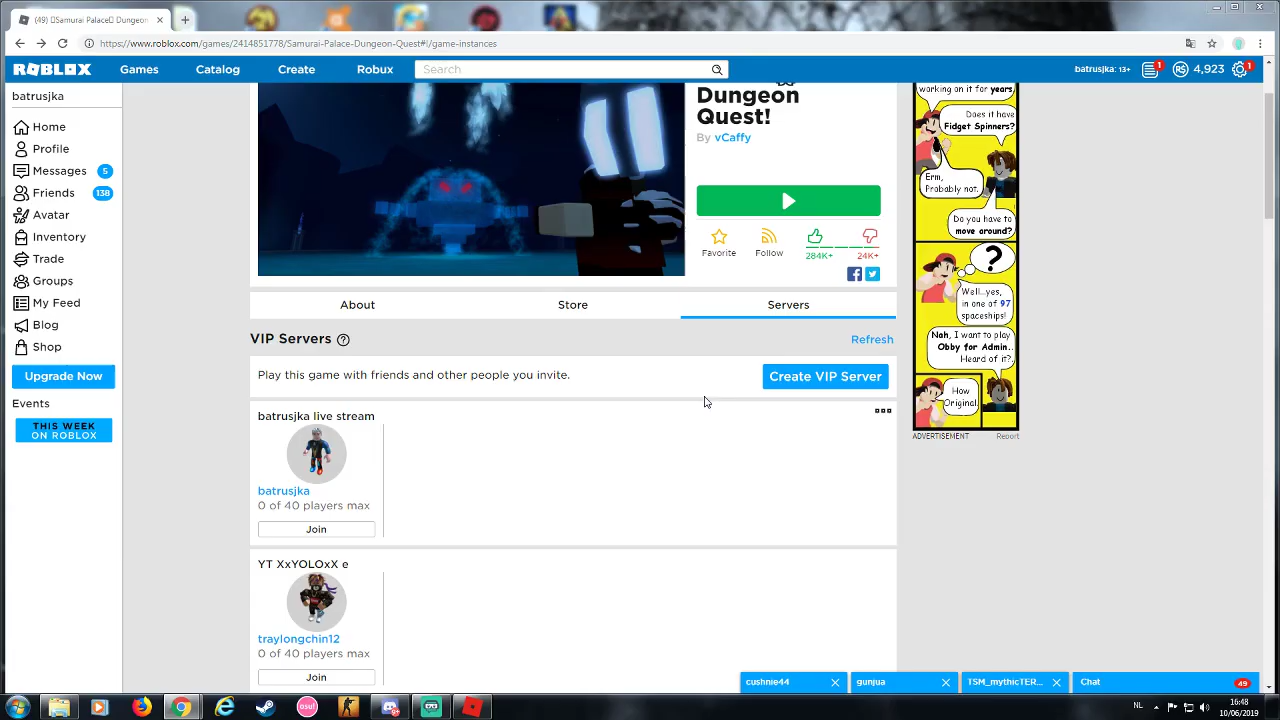 (49) [Samurai Palace] Dungeon
https://www.roblox.com/games/2414851778/Samurai-Palace-Dungeon-Quest#!/game-instances
ROBLOX Games Catalog Create Robux Search batrusjka: 13+ 1 4,923 1
batrusjka
Home
Profile
Messages 5
Friends 138
Avatar
Inventory
Trade
Groups
My Feed
Blog
Shop
Upgrade Now
Events
THIS WEEK
ON ROBLOX
Dungeon
Quest!
By vCaffy
Favorite Follow 284K+ 24K+
About Store Servers
VIP Servers Refresh
Play this game with friends and other people you invite. Create VIP Server
batrusjka live stream
batrusjka
0 of 40 players max
Join
YT XxYOLOxX e
traylongchin12
0 of 40 players max
Join
working on it for years,
Does it have
Fidget Spinners?
Erm,
Probably not.
Do you have to
move around?
?
Well...yes,
in one of 97
spaceships!
Nah, I want to play
Obby for Admin..
Heard of it?.
How
Original.
ADVERTISEMENT Report
cushnie44 gunjua TSM_mythicTER... Chat 49
osu!
NL
16:48
10/06/2019